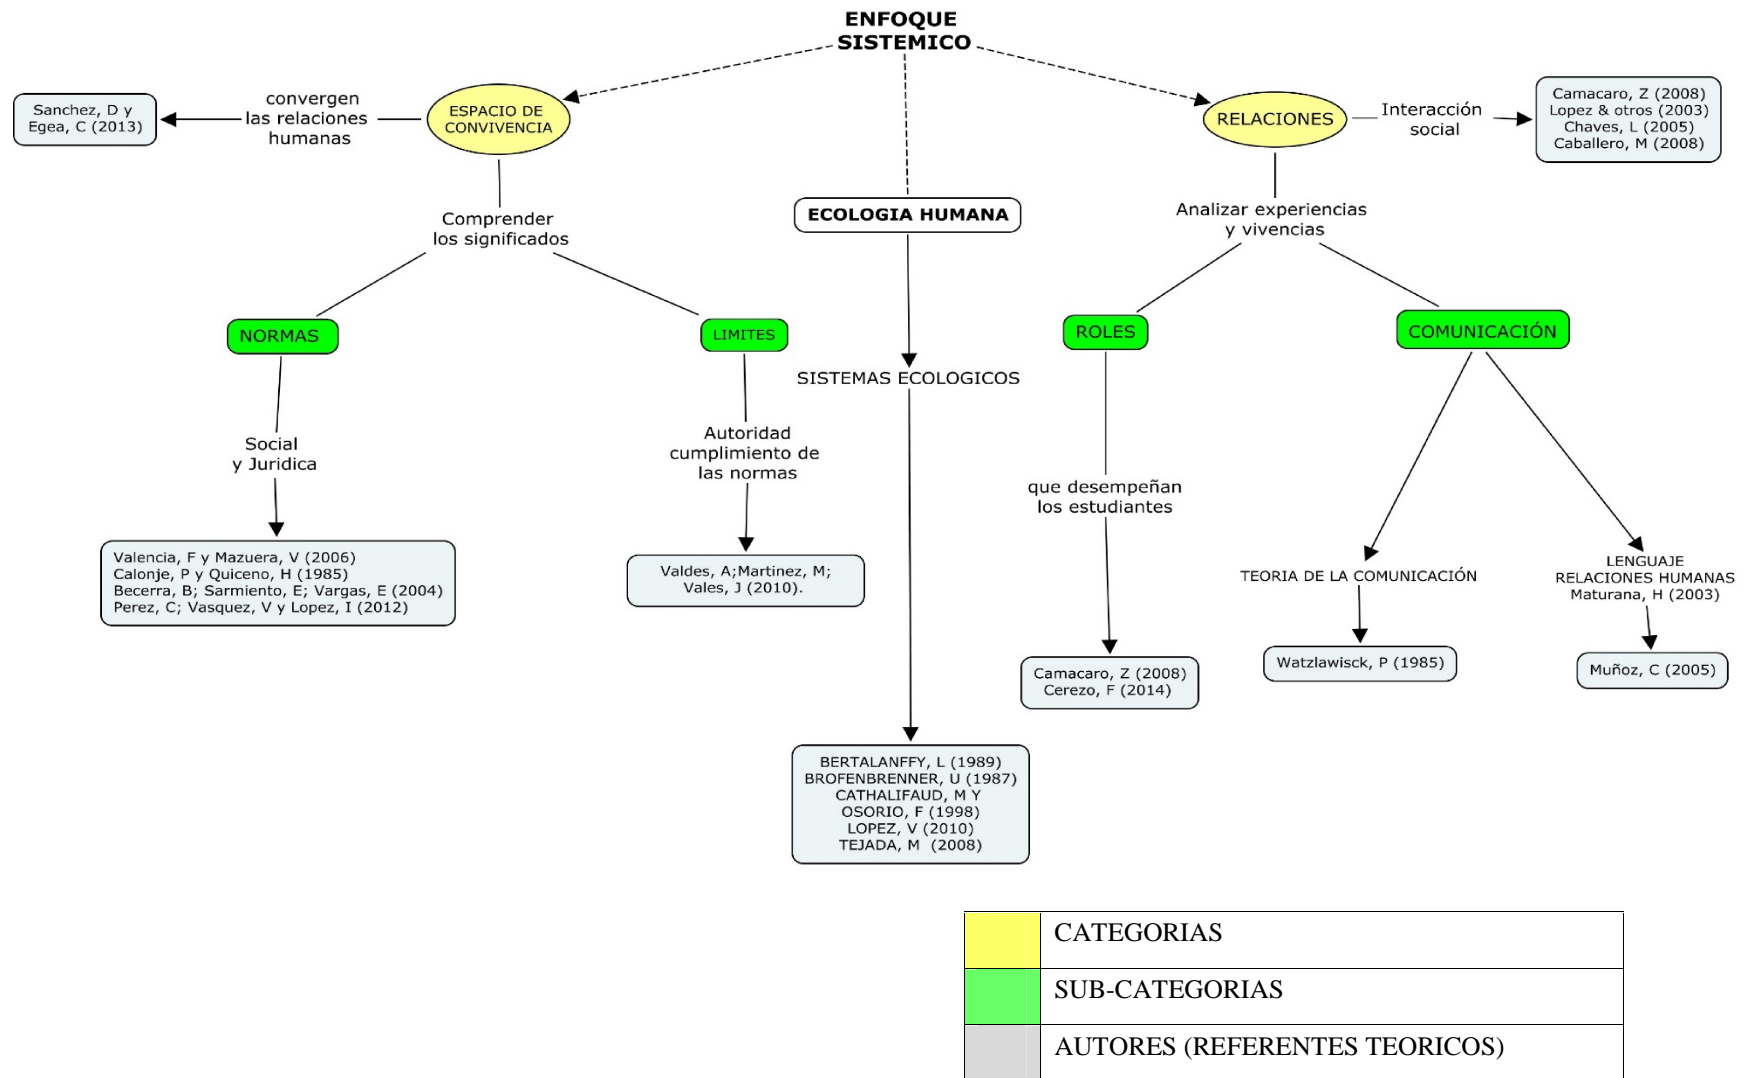 ENFOQUE
SISTEMICO
Sanchez, D y
Egea, C (2013)
convergen
las relaciones
humanas
ESPACIO DE
CONVIVENCIA
RELACIONES
Interacción
social
Camacaro, Z (2008)
Lopez & otros (2003)
Chaves, L (2005)
Caballero, M (2008)
Comprender
los significados
ECOLOGIA HUMANA
Analizar experiencias
y vivencias
NORMAS
LIMITES
ROLES
COMUNICACIÓN
SISTEMAS ECOLOGICOS
Social
y Juridica
Autoridad
cumplimiento de
las normas
que desempeñan
los estudiantes
Valencia, F y Mazuera, V (2006)
Calonje, P y Quiceno, H (1985)
Becerra, B; Sarmiento, E; Vargas, E (2004)
Perez, C; Vasquez, V y Lopez, I (2012)
Valdes, A;Martinez, M;
Vales, J (2010).
TEORIA DE LA COMUNICACIÓN
LENGUAJE
RELACIONES HUMANAS
Maturana, H (2003)
Camacaro, Z (2008)
Cerezo, F (2014)
Watzlawisck, P (1985)
Muñoz, C (2005)
BERTALANFFY, L (1989)
BROFENBRENNER, U (1987)
CATHALIFAUD, M Y
OSORIO, F (1998)
LOPEZ, V (2010)
TEJADA, M (2008)
CATEGORIAS
SUB-CATEGORIAS
AUTORES (REFERENTES TEORICOS)